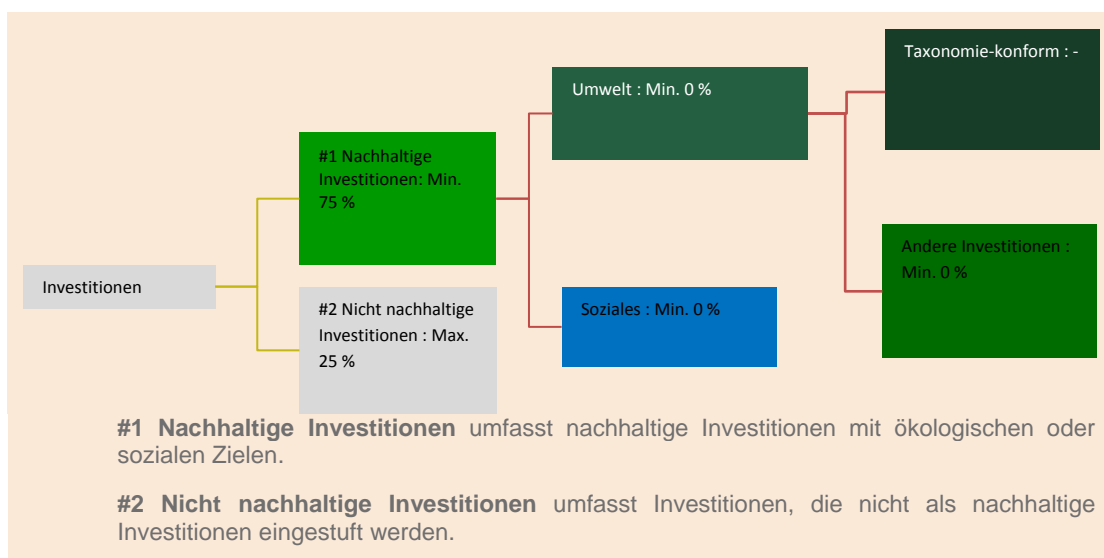 Investitionen
#1 Nachhaltige
Investitionen: Min.
75 %
#2 Nicht nachhaltige
Investitionen : Max.
25 %
Umwelt : Min. 0 %
Soziales : Min. 0 %
Taxonomie-konform : -
Andere Investitionen :
Min. 0 %
#1 Nachhaltige Investitionen umfasst nachhaltige Investitionen mit ökologischen oder
sozialen Zielen.
#2 Nicht nachhaltige Investitionen umfasst Investitionen, die nicht als nachhaltige
Investitionen eingestuft werden.